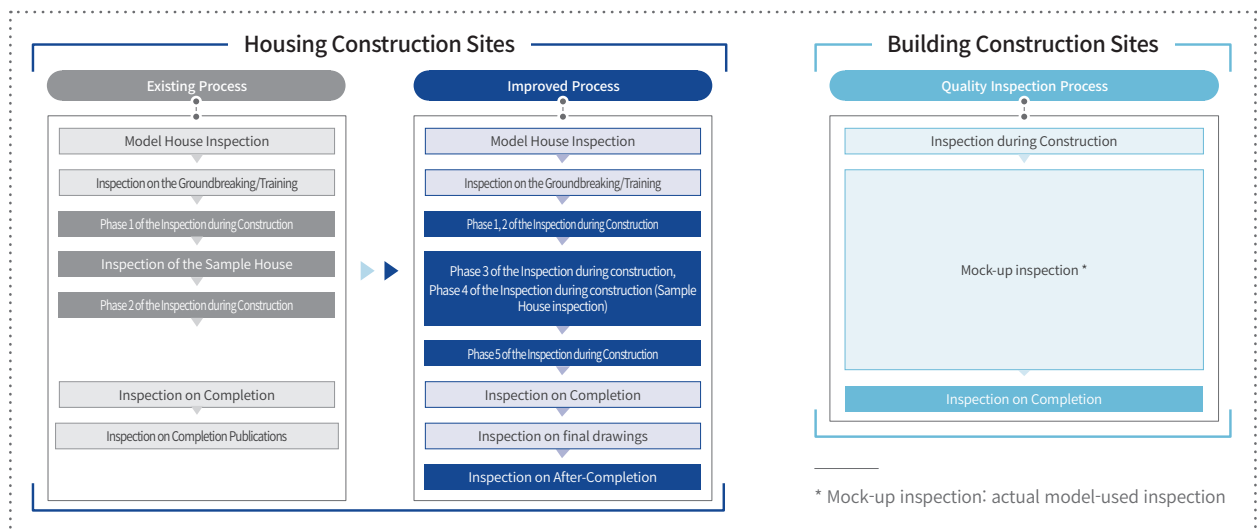 Housing Construction Sites
Existing Process
Model House Inspection
Inspection on the Groundbreaking/Training
Phase 1 of the Inspection during Construction
Inspection of the Sample House
Phase 2 of the Inspection during Construction
Inspection on Completion
Inspection on Completion Publications
Improved Process
Model House Inspection
Inspection on the Groundbreaking/Training
Phase 1, 2 of the Inspection during Construction
Phase 3 of the Inspection during construction,
Phase 4 of the Inspection during construction (Sample
House inspection)
Phase 5 of the Inspection during Construction
Inspection on Completion
Inspection on final drawings
Inspection on After-Completion
Building Construction Sites
Quality Inspection Process
Inspection during Construction
Mock-up inspection *
Inspection on Completion
* Mock-up inspection: actual model-used inspection